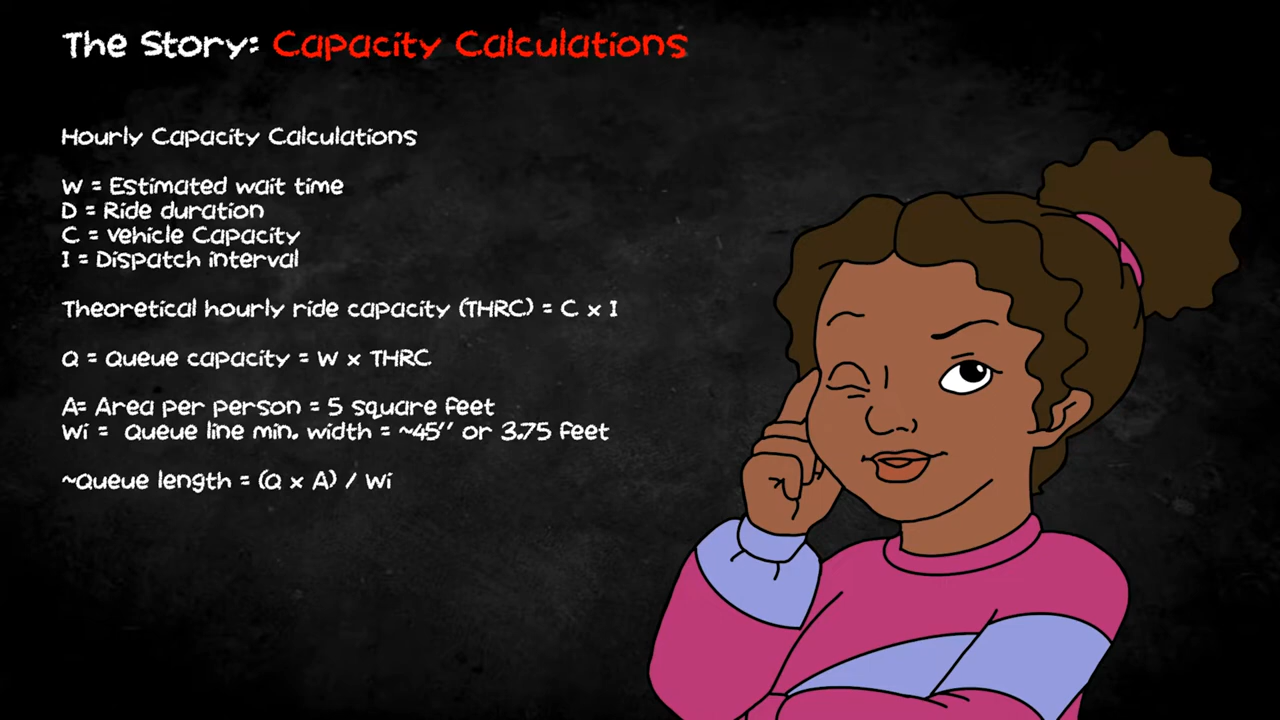 The Story: Capacity Calculations
Hourly Capacity Calculations
W = Estimated wait time
D = Ride duration
C = Vehicle Capacity
I = Dispatch interval
Theoretical hourly ride capacity (THRC) = C x I
Q = Queue capacity = W x THRC
A= Area per person = 5 square feet
Wi = Queue line min. width = ~45'' or 3.75 feet
~Queue length = (Q x A) / Wi